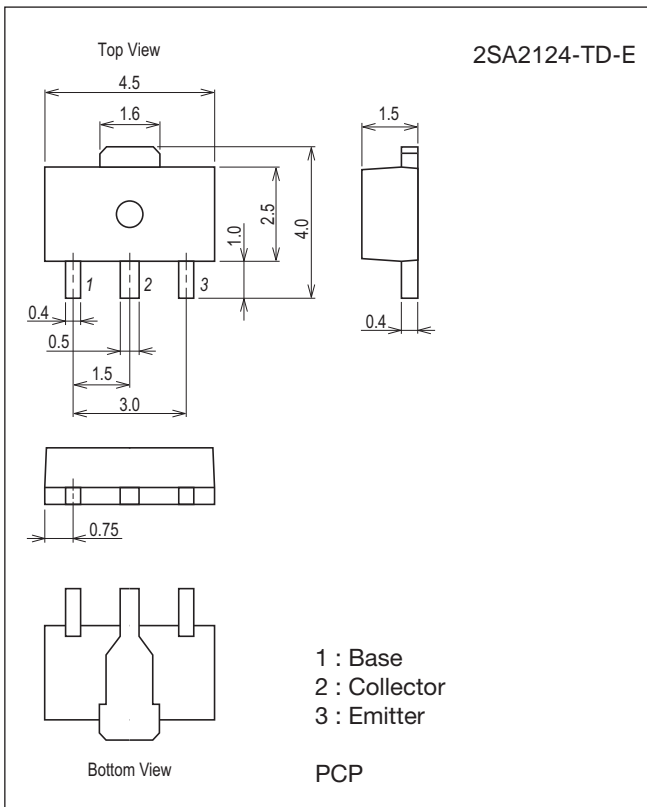 Top View
2SA2124-TD-E
4.5
1.6
1.5
2.5
4.0
1.0
1
2
3
0.4
0.5
1.5
3.0
0.4
0.75
1 : Base
2 : Collector
3 : Emitter
Bottom View
PCP